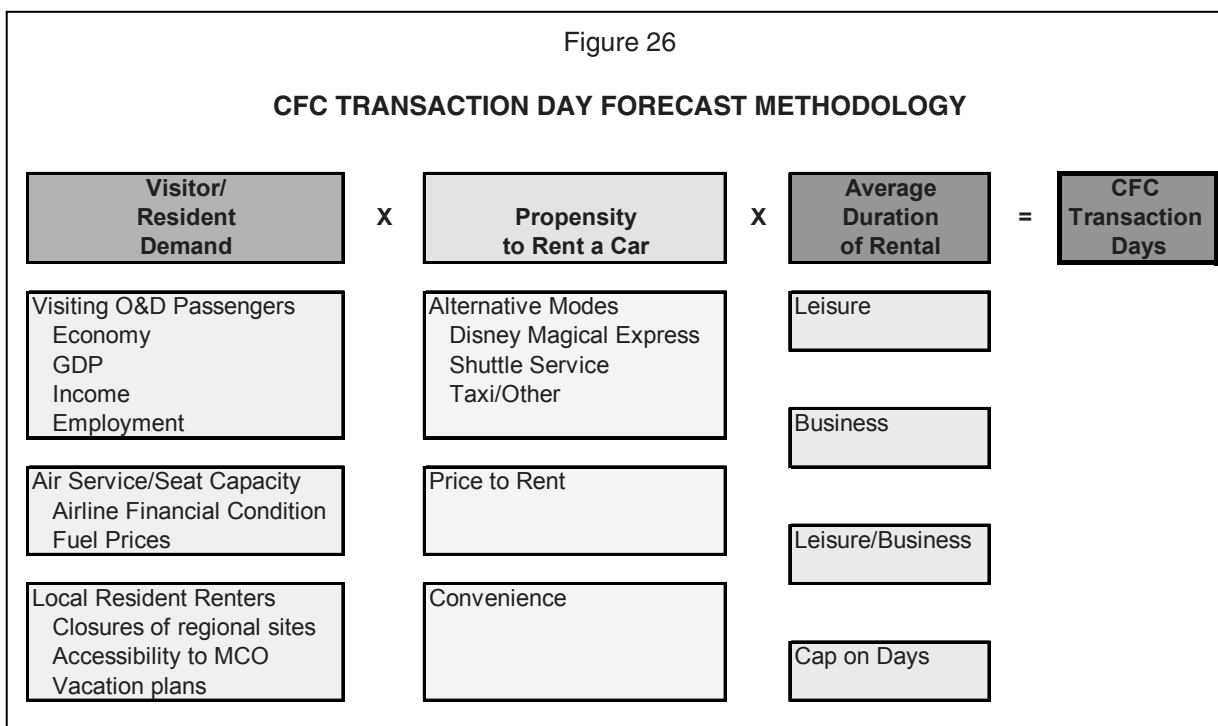 Figure 26
CFC TRANSACTION DAY FORECAST METHODOLOGY
Visitor/
Resident
Demand
X
Propensity
to Rent a Car
X
Average
Duration
of Rental
=
CFC
Transaction
Days
Visiting O&D Passengers
Economy
GDP
Income
Employment
Air Service/Seat Capacity
Airline Financial Condition
Fuel Prices
Local Resident Renters
Closures of regional sites
Accessibility to MCO
Vacation plans
Alternative Modes
Disney Magical Express
Shuttle Service
Taxi/Other
Price to Rent
Convenience
Leisure
Business
Leisure/Business
Cap on Days